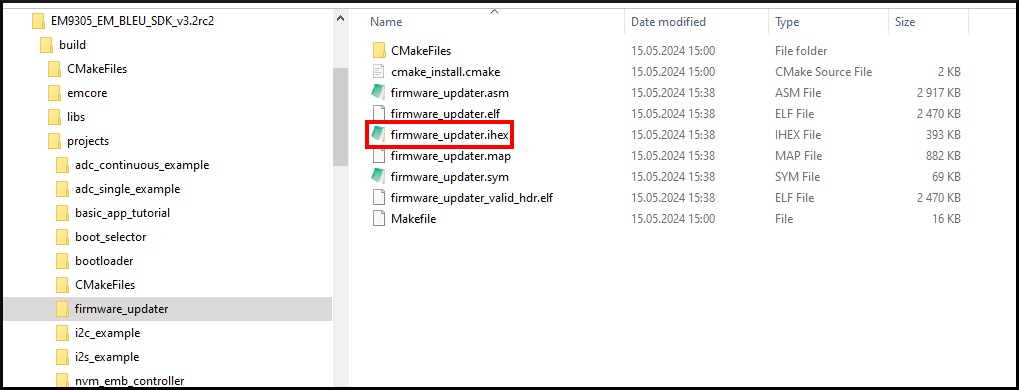 EM9305_EM_BLEU_SDK_v3.2rc2
build
CMakeFiles
emcore
libs
projects
adc_continuous_example
adc_single_example
basic_app_tutorial
boot_selector
bootloader
CMakeFiles
firmware_updater
i2c_example
i2s_example
nvm_emb_controller
Name Date modified Type Size
CMakeFiles 15.05.2024 15:00 File folder
cmake_install.cmake 15.05.2024 15:00 CMake Source File 2 KB
firmware_updater.asm 15.05.2024 15:38 ASM File 2 917 KB
firmware_updater.elf 15.05.2024 15:38 ELF File 2 470 KB
firmware_updater.ihex 15.05.2024 15:38 IHEX File 393 KB
firmware_updater.map 15.05.2024 15:38 MAP File 882 KB
firmware_updater.sym 15.05.2024 15:38 SYM File 69 KB
firmware_updater_valid_hdr.elf 15.05.2024 15:38 ELF File 2 470 KB
Makefile 15.05.2024 15:00 File 16 KB